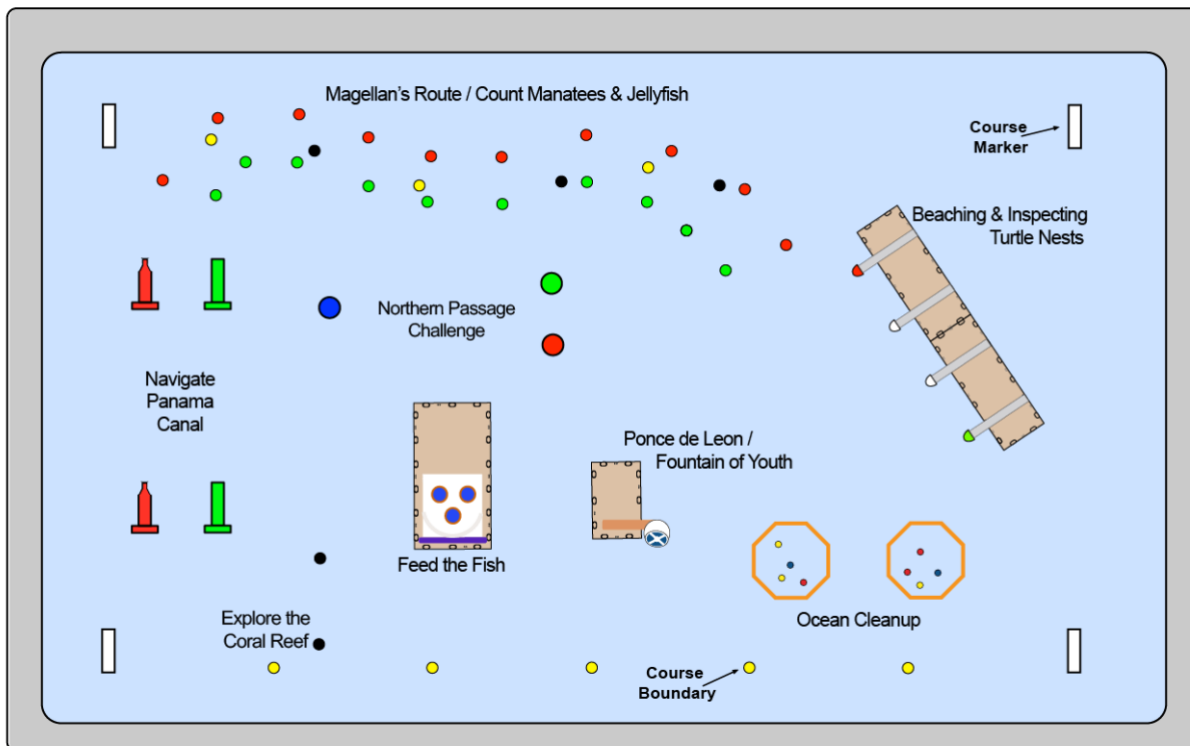 Magellan's Route / Count Manatees & Jellyfish
Course
Marker
Beaching & Inspecting
Turtle Nests
Northern Passage
Challenge
Navigate
Panama
Canal
Ponce de Leon /
Fountain of Youth
Feed the Fish
Explore the
Coral Reef
Ocean Cleanup
Course
Boundary